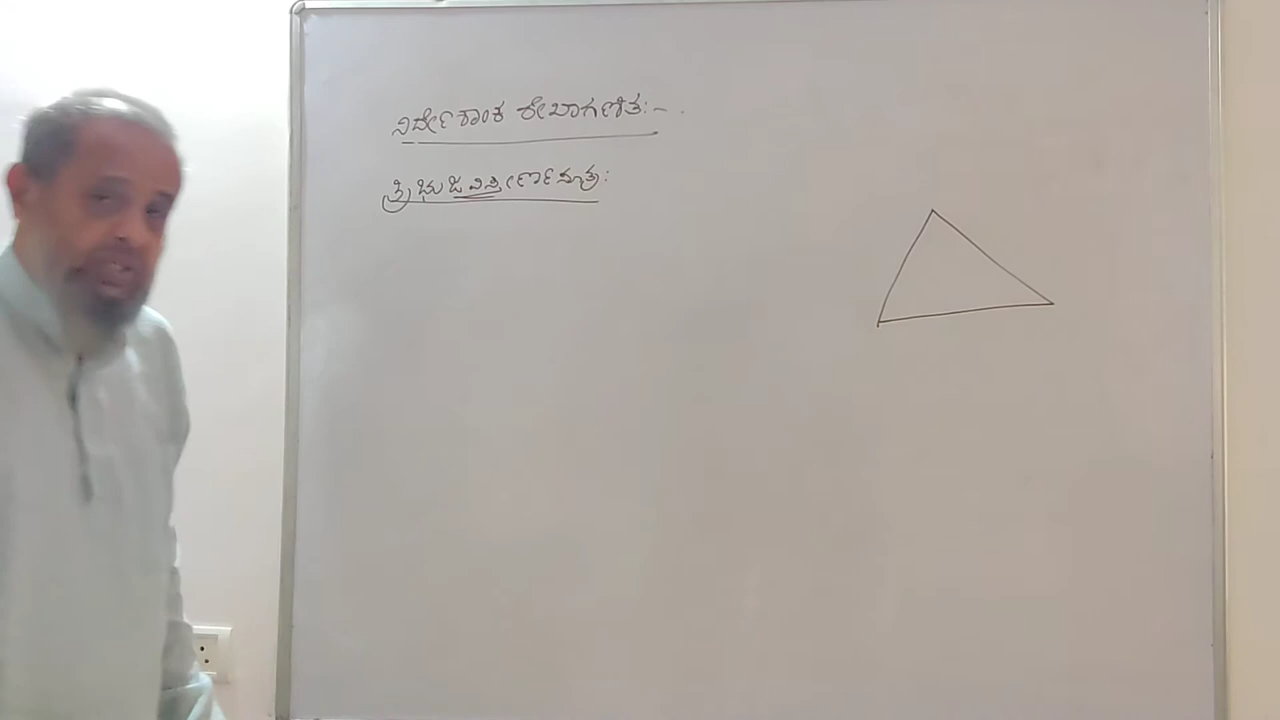 ನಿರ್ದೇಶಾಂಕ ರೇಖಾಗಣಿತ:-
ತ್ರಿಭುಜ ವಿಸ್ತೀರ್ಣ ಸೂತ್ರ: